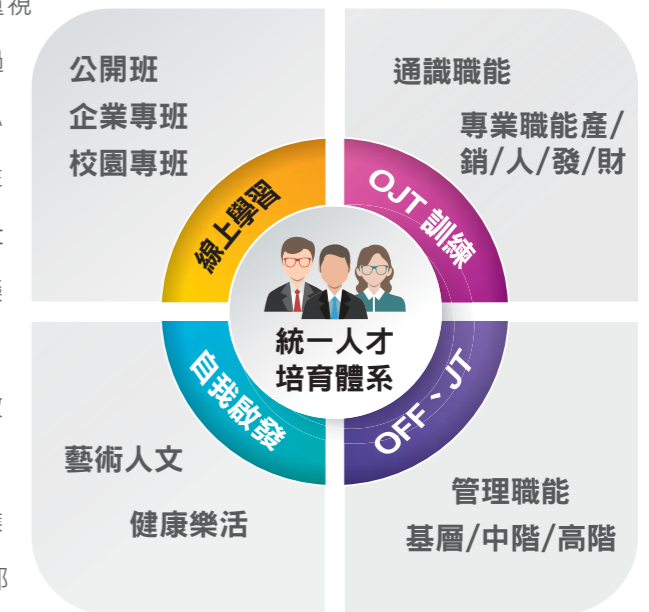 視
公開班
企業專班
校園專班
線上學習
通識職能
專業職能產/
銷/人/發/財
OJT 訓練
統一人才
培育體系
自我啟發
藝術人文
健康樂活
OFF、JT
管理職能
基層/中階/高階